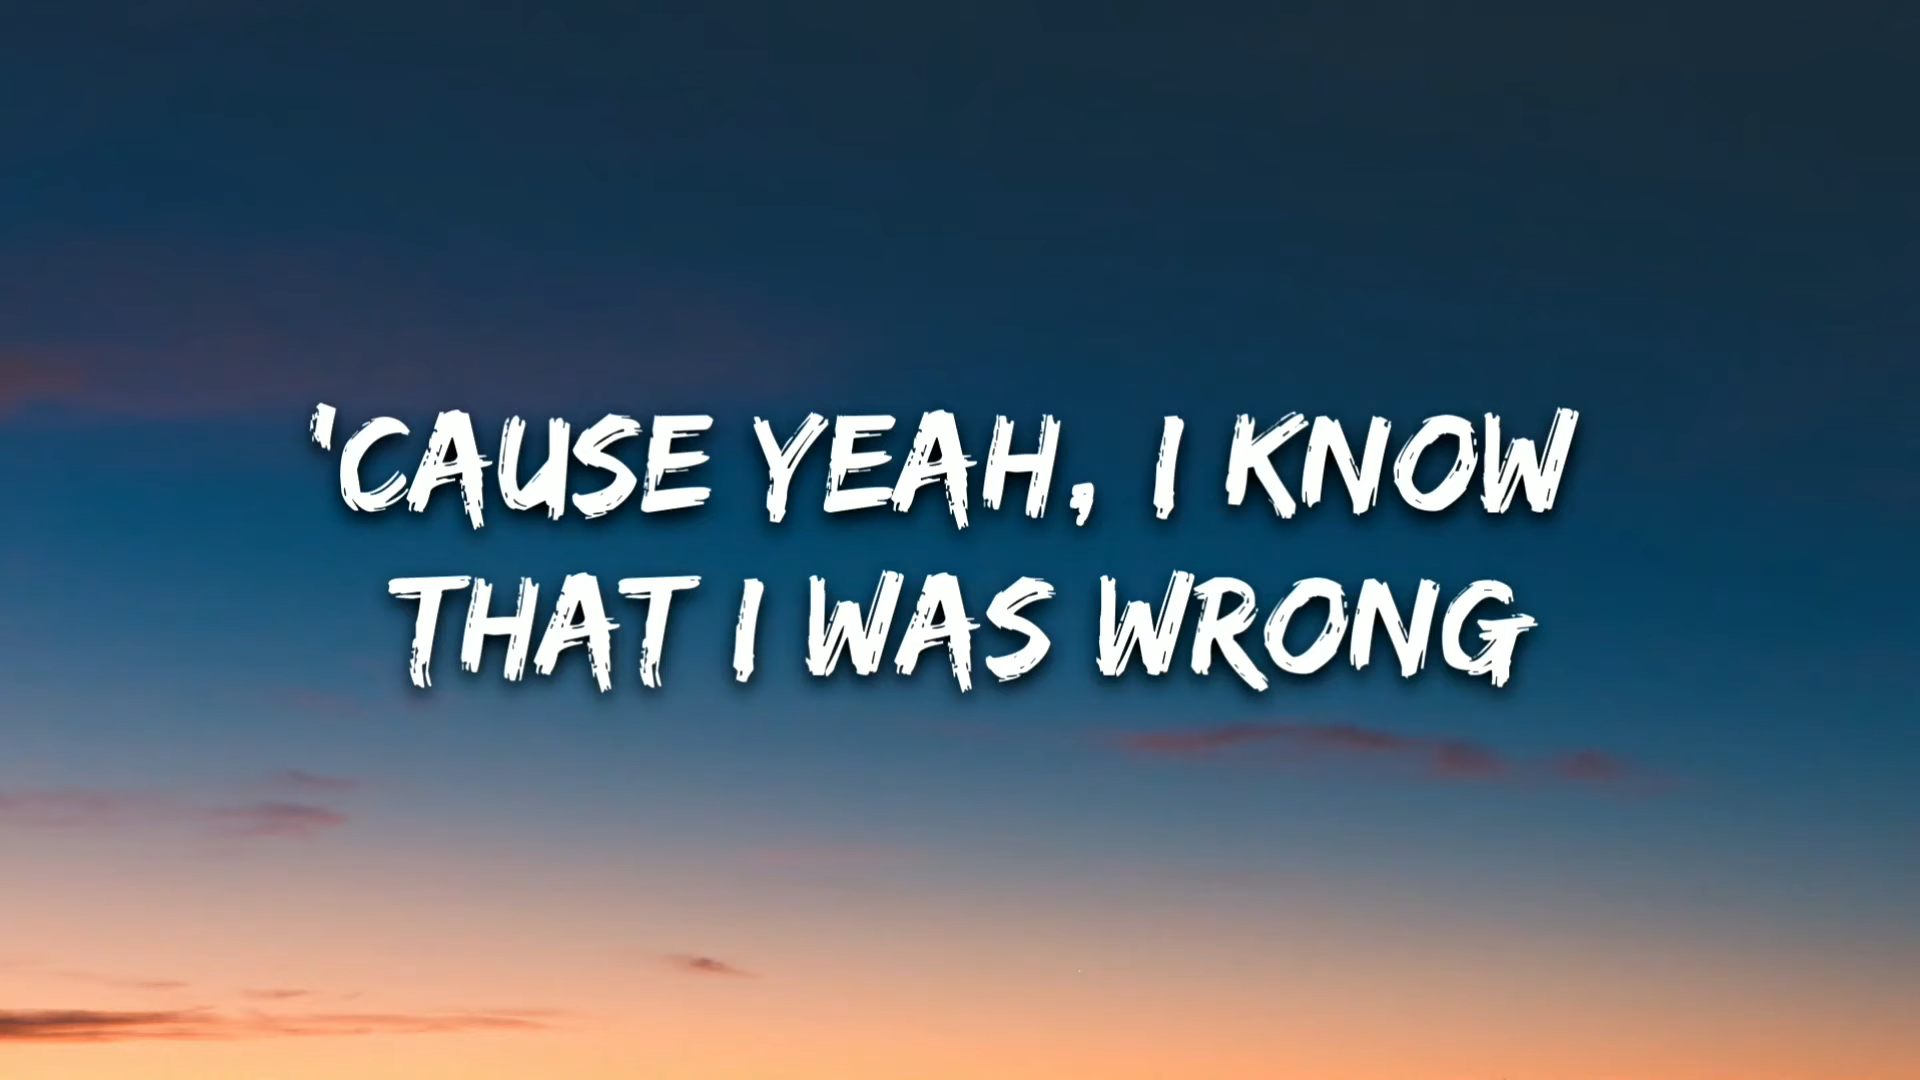 'CAUSE YEAH, I KNOW
THAT I WAS WRONG